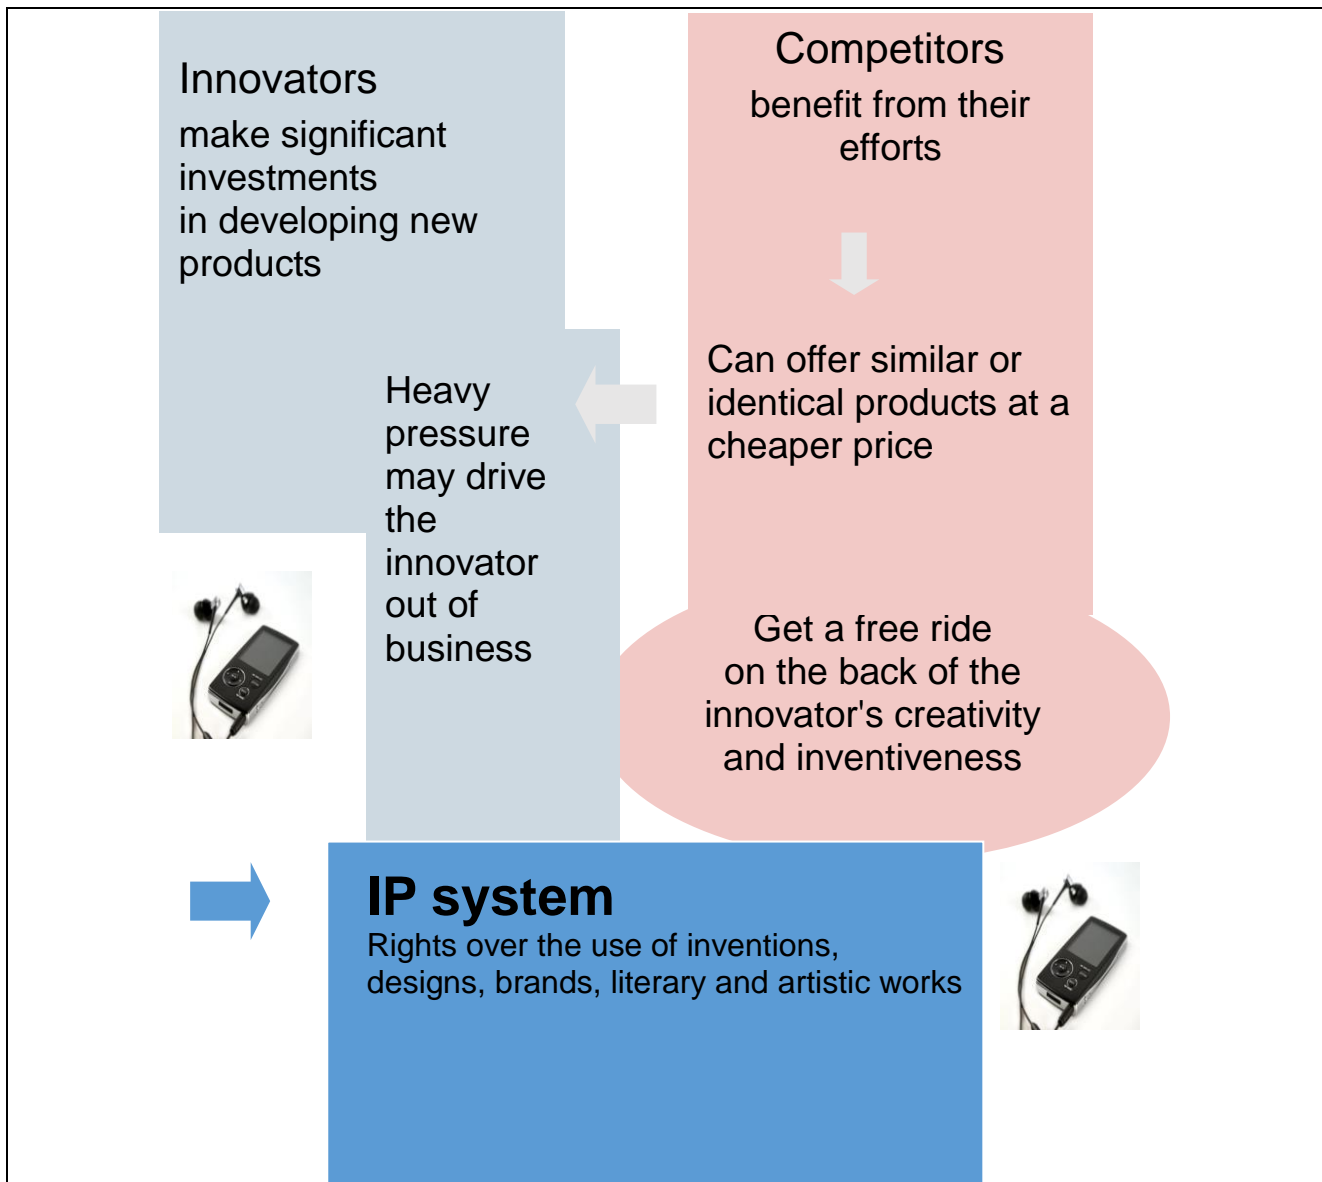 Innovators
make significant
investments
in developing new
products
Competitors
benefit from their
efforts
Can offer similar or
identical products at a
cheaper price
Heavy
pressure
may drive
the
innovator
out of
business
Get a free ride
on the back of the
innovator's creativity
and inventiveness
IP system
Rights over the use of inventions,
designs, brands, literary and artistic works